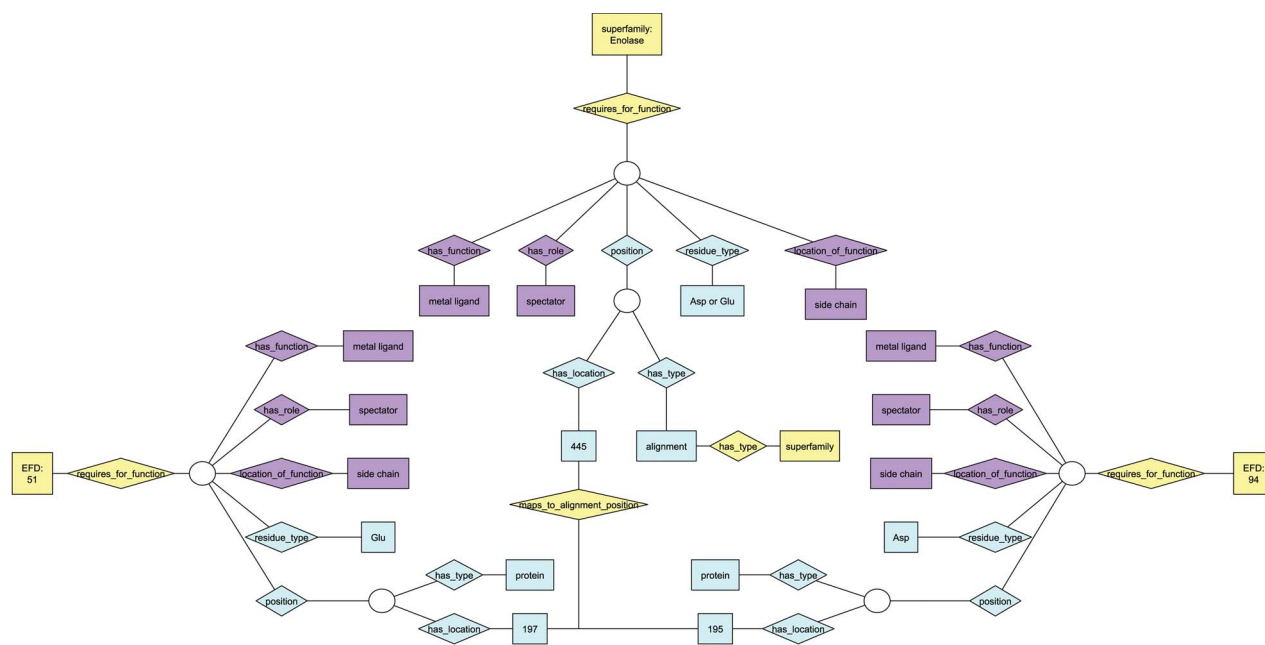 superfamily:
Enolase
requires_for_function
has_function
has_role
position
residue_type
location_of_function
metal ligand
spectator
Asp or Glu
side chain
has_function
metal ligand
metal ligand
has_function
has_location
has_type
has_role
spectator
spectator
has_role
445
alignment
has_type
superfamily
EFD:
51
requires_for_function
location_of_function
side chain
side chain
location_of_function
requires_for_function
EFD:
94
maps_to_alignment_position
residue_type
Glu
Asp
residue_type
has_type
protein
protein
has_type
position
position
has_location
197
195
has_location